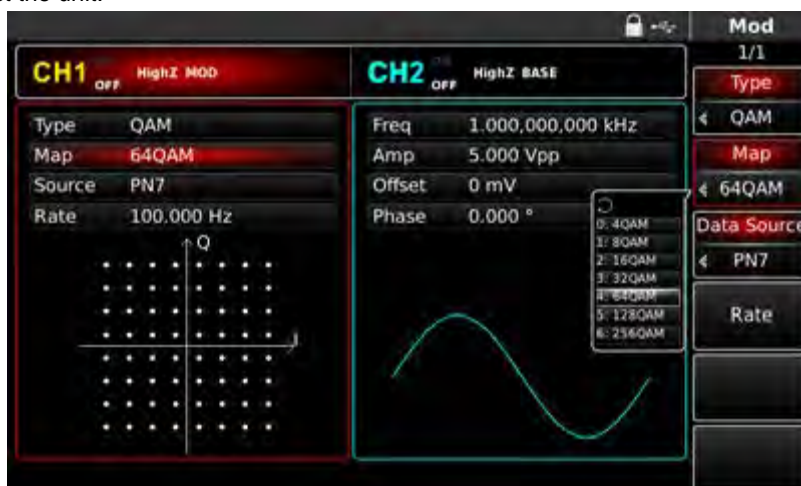 t the unit.
Mod
1/1
CH1 OFF HighZ MOD
CH2 OFF HighZ BASE
Type
QAM
Map
64QAM
Data Source
PN7
Rate
Type QAM
Map 64QAM
Source PN7
Rate 100.000 Hz
Q
I
Freq 1.000,000,000 kHz
Amp 5.000 Vpp
Offset 0 mV
Phase 0.000 °
0: 4QAM
1: 8QAM
2: 16QAM
3: 32QAM
4: 64QAM
5: 128QAM
6: 256QAM